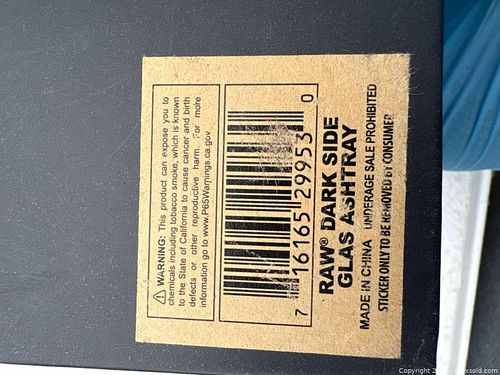 ⚠ WARNING: This product can expose you to
chemicals including tobacco smoke, which is known
to the State of California to cause cancer and birth
defects or other reproductive harm. For more
information go to www.P65Warnings.ca.gov
7 16165 29953 0
RAW® DARK SIDE
GLAS ASHTRAY
MADE IN CHINA UNDERAGE SALE PROHIBITED
STICKER ONLY TO BE REMOVED BY CONSUMER
Copyright